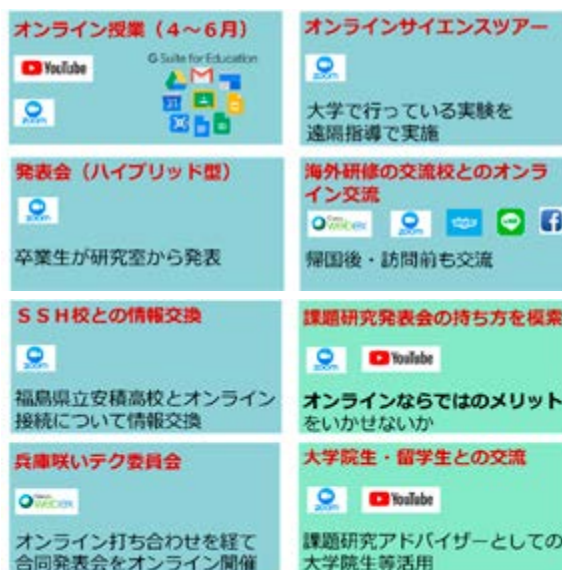 オンライン授業（４～６月）
YouTube
G Suite for Education
31
zoom
オンラインサイエンスツアー
zoom
大学で行っている実験を
遠隔指導で実施
発表会（ハイブリッド型）
zoom
卒業生が研究室から発表
海外研修の交流校とのオンラ
イン交流
webex
zoom
帰国後・訪問前も交流
ＳＳＨ校との情報交換
zoom
福島県立安積高校とオンライン
接続について情報交換
課題研究発表会の持ち方を模索
zoom
YouTube
オンラインならではのメリット
をいかせないか
兵庫咲いテク委員会
webex
オンライン打ち合わせを経て
合同発表会をオンライン開催
大学院生・留学生との交流
zoom
YouTube
課題研究アドバイザーとしての
大学院生等活用